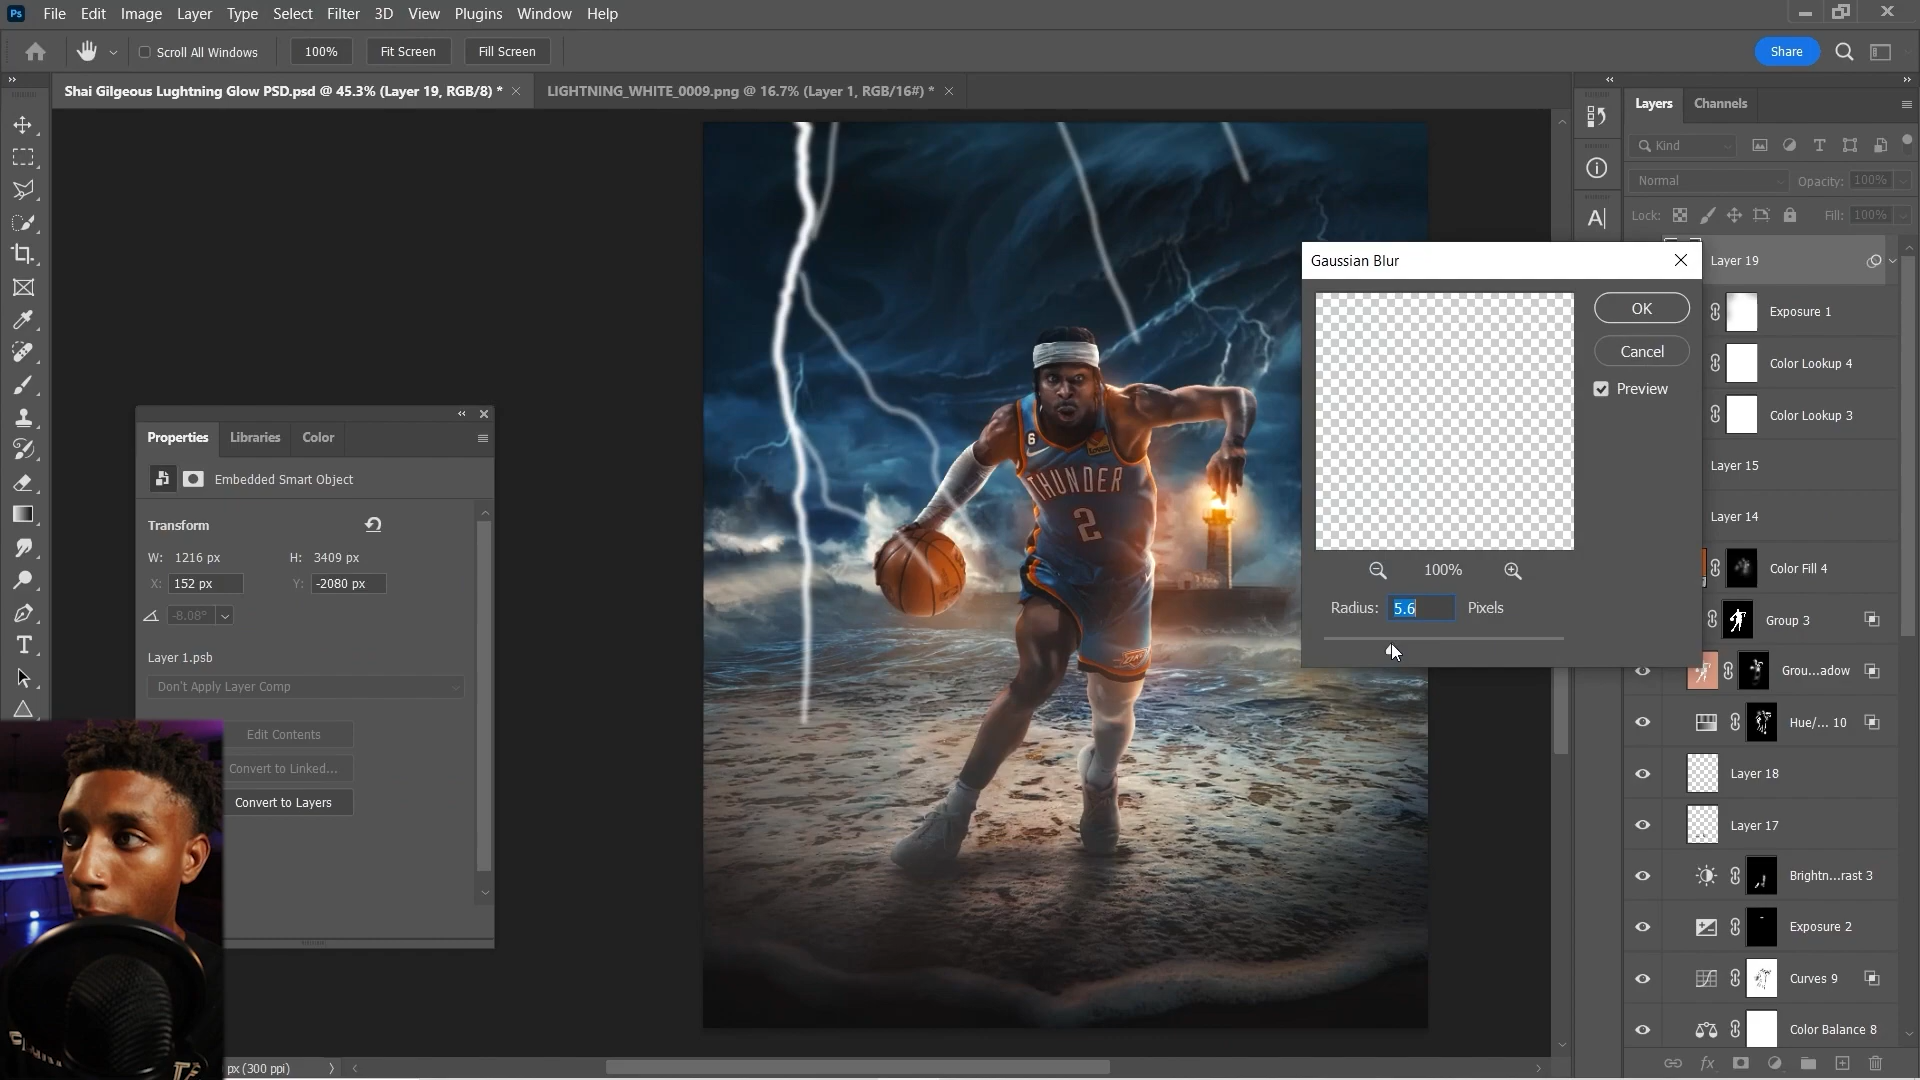 Ps File Edit Image Layer Type Select Filter 3D View Plugins Window Help
Scroll All Windows 100% Fit Screen Fill Screen Share
Shai Gilgeous Lughtning Glow PSD.psd @ 45.3% (Layer 19, RGB/8) *
LIGHTNING_WHITE_0009.png @ 16.7% (Layer 1, RGB/16#) *
Layers Channels
Kind
Normal Opacity: 100%
Lock: Fill: 100%
Gaussian Blur
OK
Cancel
Preview
100%
Radius: 5.6 Pixels
Properties Libraries Color
Embedded Smart Object
Transform
W: 1216 px H: 3409 px
X: 152 px Y: -2080 px
-8.08°
Layer 1.psb
Don't Apply Layer Comp
Edit Contents
Convert to Linked...
Convert to Layers
px (300 ppi)
6
THUNDER
2
Layer 19
Exposure 1
Color Lookup 4
Color Lookup 3
Layer 15
Layer 14
Color Fill 4
Group 3
Grou...adow
Hue/... 10
Layer 18
Layer 17
Brightn...rast 3
Exposure 2
Curves 9
Color Balance 8